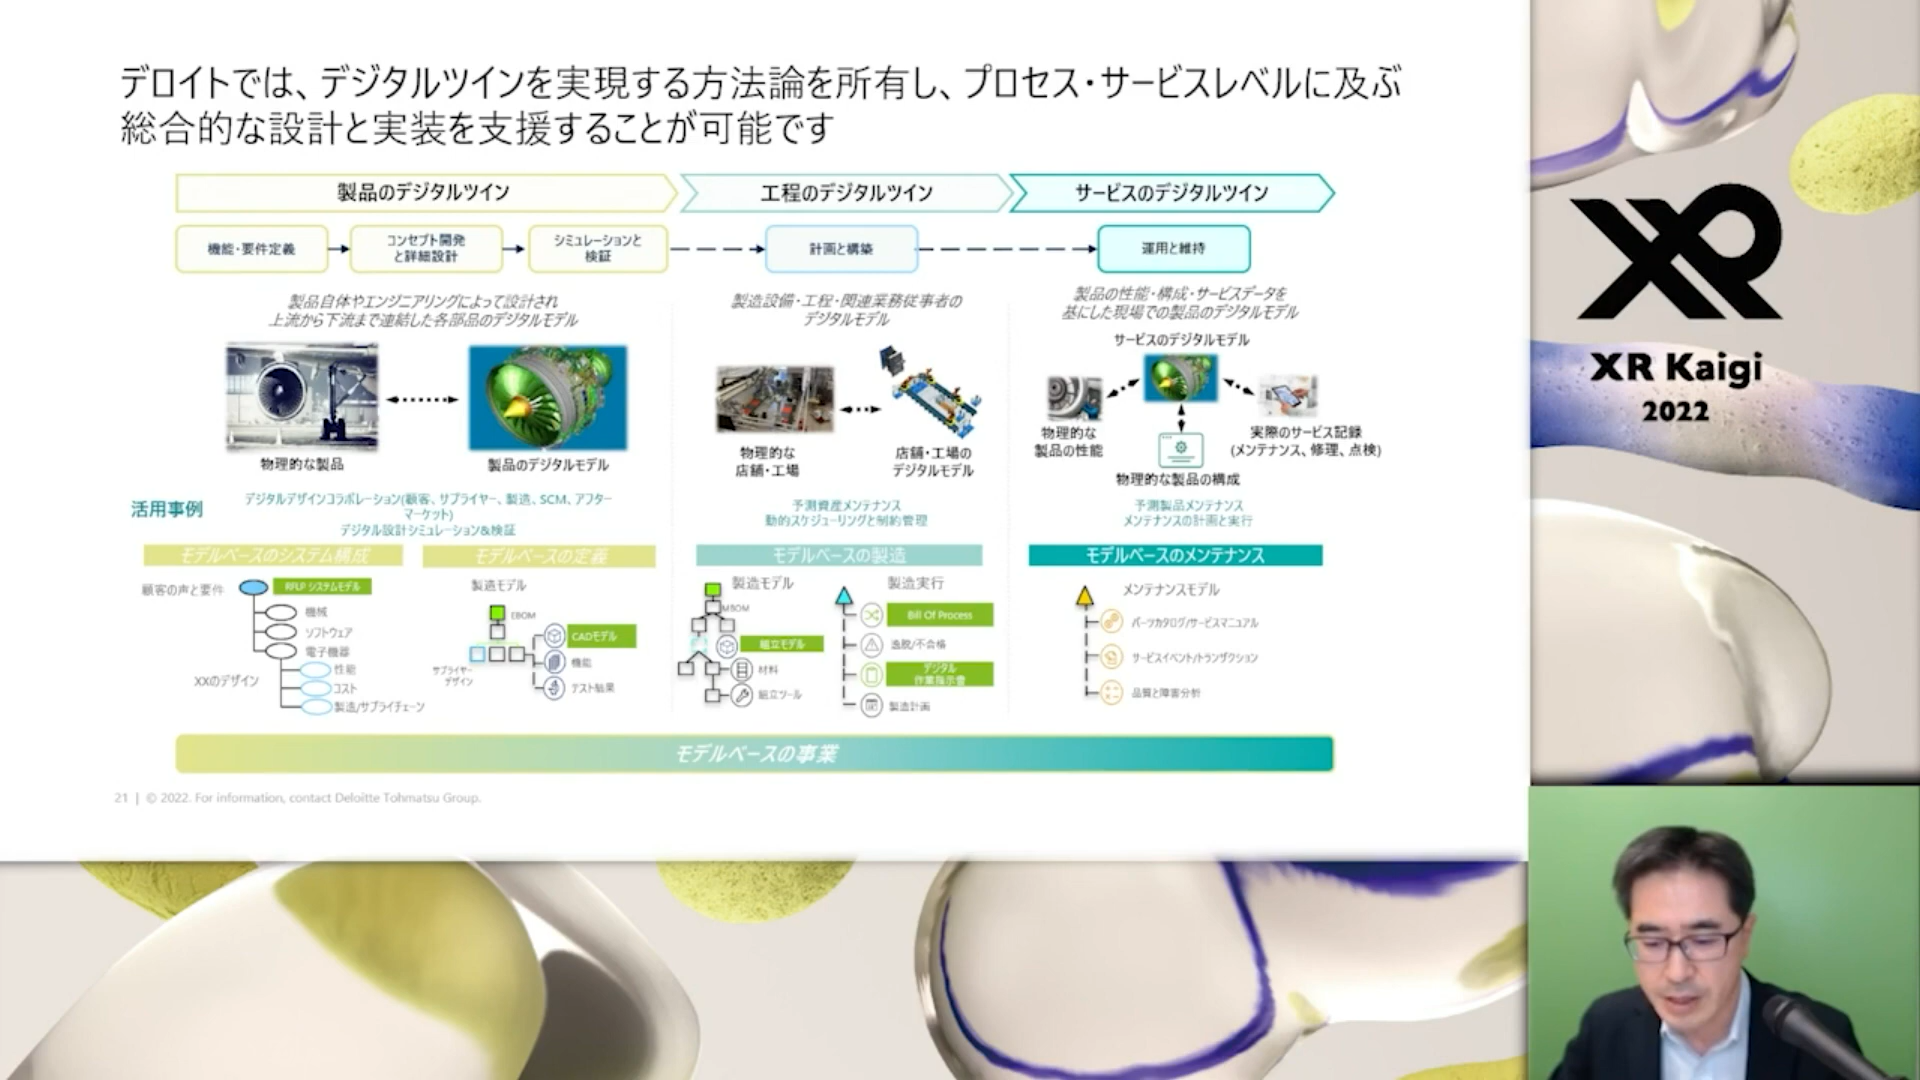 デロイトでは、デジタルツインを実現する方法論を所有し、プロセス・サービスレベルに及ぶ
総合的な設計と実装を支援することが可能です
製品のデジタルツイン
工程のデジタルツイン
サービスのデジタルツイン
機能・要件定義
コンセプト開発
と詳細設計
シミュレーションと
検証
計画と構築
運用と維持
製品自体やエンジニアリングによって設計され
上流から下流まで連結した各部品のデジタルモデル
製造設備・工程・関連業務従事者の
デジタルモデル
製品の性能・構成・サービスデータを
基にした現場での製品のデジタルモデル
サービスのデジタルモデル
物理的な製品
製品のデジタルモデル
物理的な
店舗・工場
店舗・工場の
デジタルモデル
物理的な
製品の性能
実際のサービス記録
(メンテナンス、修理、点検)
物理的な製品の構成
活用事例
デジタルデザインコラボレーション(顧客、サプライヤー、製造、SCM、アフター
マーケット)
デジタル設計シミュレーション&検証
予測資産メンテナンス
動的スケジューリングと制約管理
予測製品メンテナンス
メンテナンスの計画と実行
モデルベースのシステム構成
モデルベースの定義
モデルベースの製造
モデルベースのメンテナンス
顧客の声と要件
RFLP システムモデル
機械
ソフトウェア
電子機器
XXのデザイン
性能
コスト
製造/サプライチェーン
製造モデル
EBOM
CADモデル
機能
サプライヤー
デザイン
テスト結果
製造モデル
MBOM
組立モデル
材料
組立ツール
製造実行
Bill Of Process
逸脱/不合格
デジタル
作業指示書
製造計画
メンテナンスモデル
パーツカタログ/サービスマニュアル
サービスイベント/トランザクション
品質と障害分析
モデルベースの事業
21 | © 2022. For information, contact Deloitte Tohmatsu Group.
XR
XR Kaigi
2022